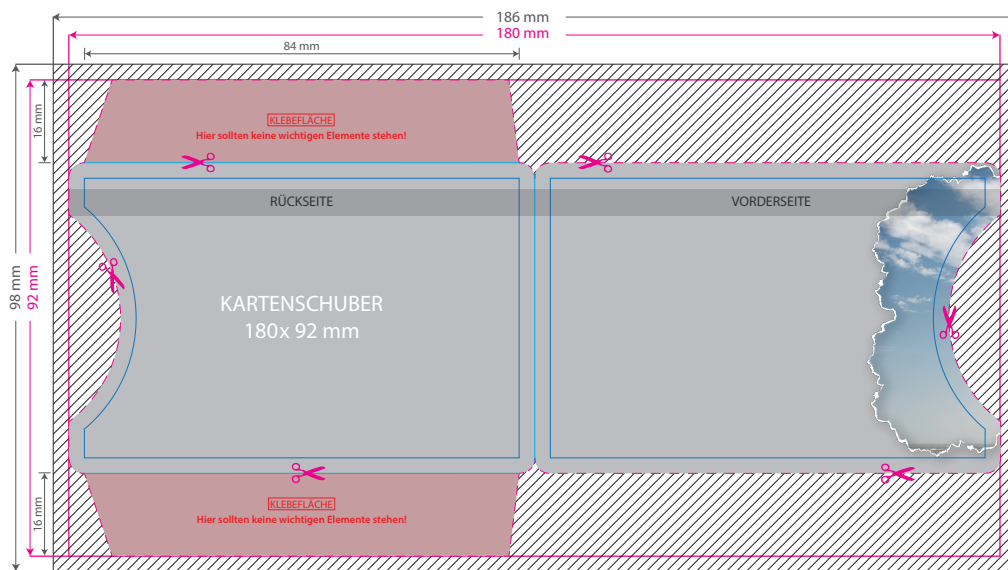 186 mm
180 mm
84 mm
16 mm
KLEBEFLÄCHE
Hier sollten keine wichtigen Elemente stehen!
RÜCKSEITE
VORDERSEITE
98 mm
92 mm
KARTENSCHUBER
180x 92 mm
16 mm
KLEBEFLÄCHE
Hier sollten keine wichtigen Elemente stehen!